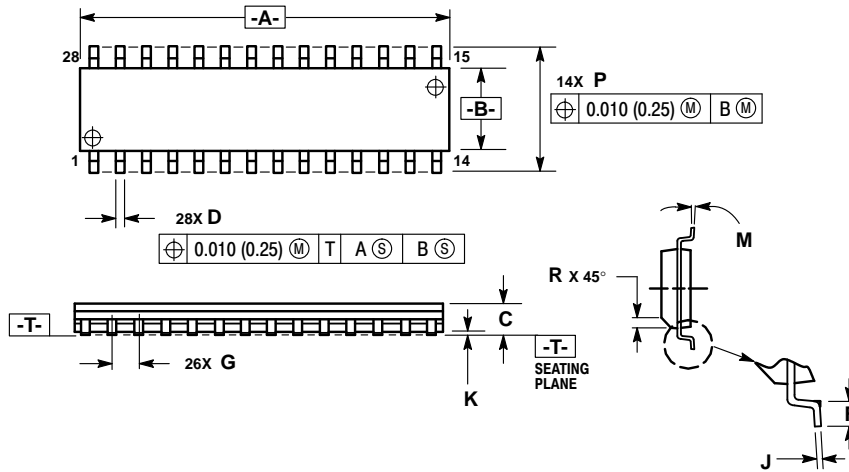 -A-
28
15
-B-
14X P
⌖ 0.010 (0.25) Ⓜ B Ⓜ
1
14
28X D
⌖ 0.010 (0.25) Ⓜ T A Ⓢ B Ⓢ
M
R X 45°
-T-
C
-T-
SEATING
PLANE
26X G
K
J